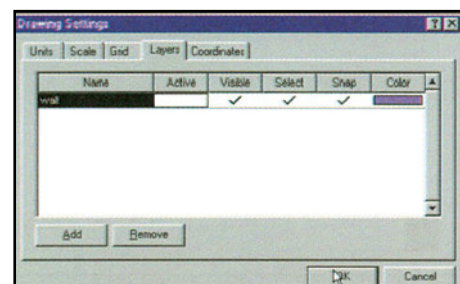 Drawing Settings
Units Scale Grid Layers Coordinates
Name Active Visible Select Snap Color
wall
Add Remove
OK Cancel